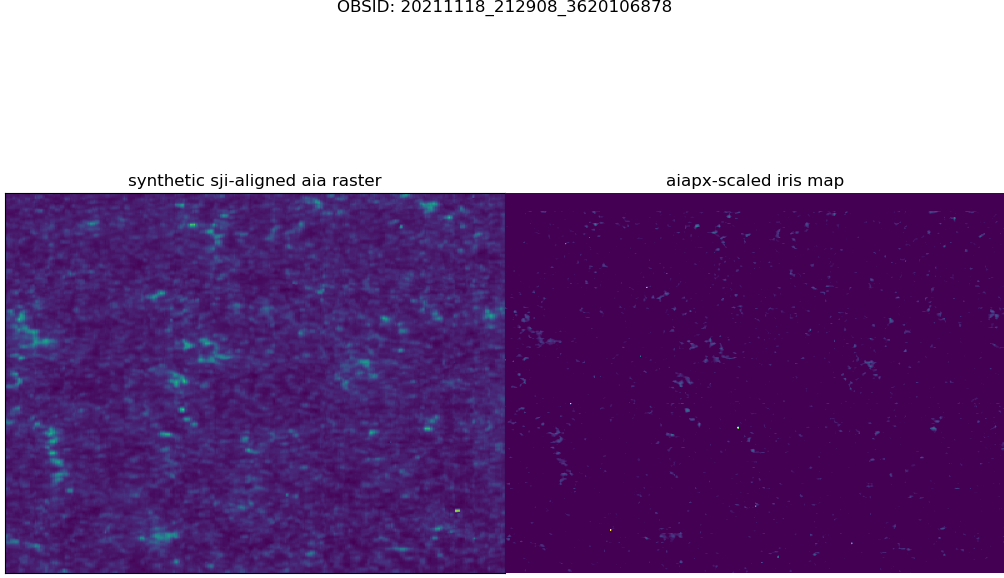 OBSID: 20211118_212908_3620106878
synthetic sji-aligned aia raster
aiapx-scaled iris map